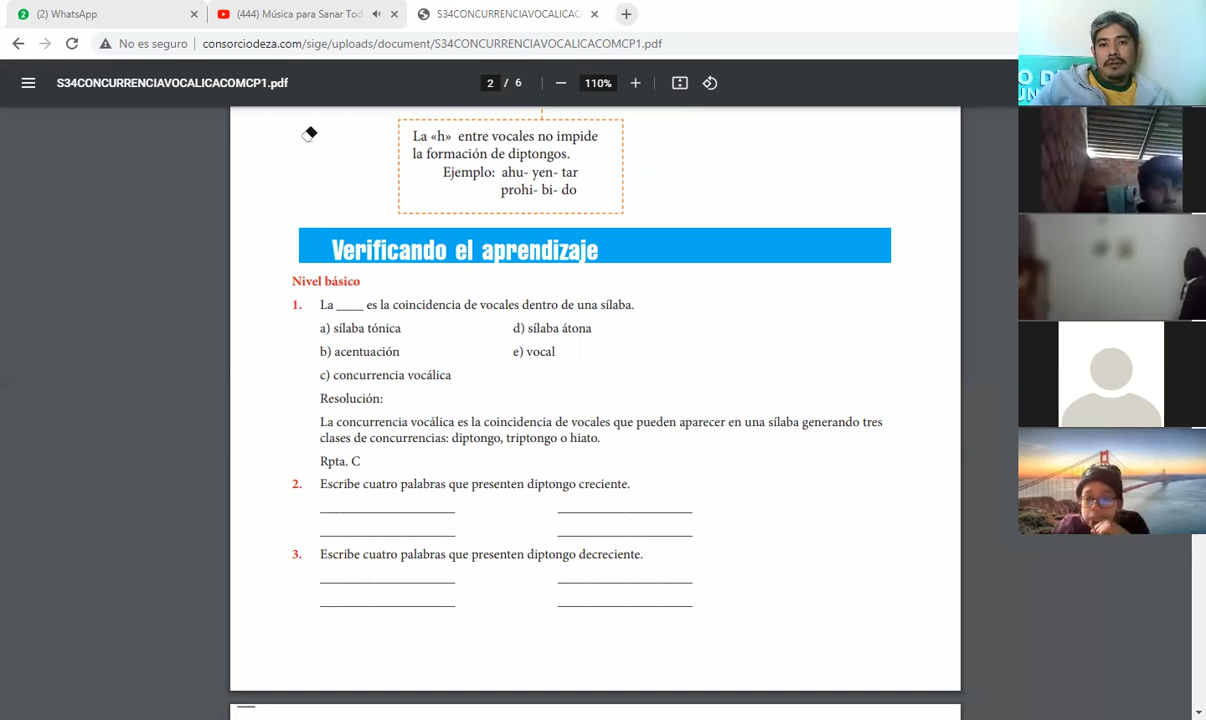 (2) WhatsApp
(444) Música para Sanar Tod
S34CONCURRENCIAVOCALICAC
No es seguro
consorciodeza.com/sige/uploads/document/S34CONCURRENCIAVOCALICACOMCP1.pdf
S34CONCURRENCIAVOCALICACOMCP1.pdf
2 / 6
110%
La «h» entre vocales no impide
la formación de diptongos.
Ejemplo: ahu- yen- tar
prohi- bi- do
Verificando el aprendizaje
Nivel básico
1. La ____ es la coincidencia de vocales dentro de una sílaba.
a) sílaba tónica
d) sílaba átona
b) acentuación
e) vocal
c) concurrencia vocálica
Resolución:
La concurrencia vocálica es la coincidencia de vocales que pueden aparecer en una sílaba generando tres
clases de concurrencias: diptongo, triptongo o hiato.
Rpta. C
2. Escribe cuatro palabras que presenten diptongo creciente.
3. Escribe cuatro palabras que presenten diptongo decreciente.